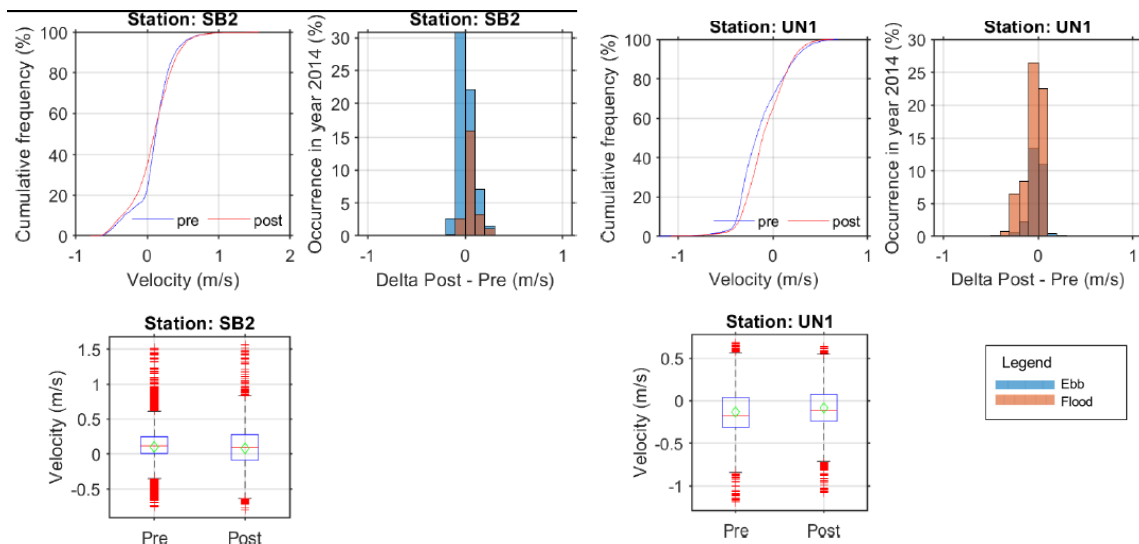 Station: SB2
Cumulative frequency (%)
100
80
60
40
20
0
pre
post
-1
0
1
2
Velocity (m/s)
Station: SB2
Occurrence in year 2014 (%)
30
25
20
15
10
5
0
-1
0
1
Delta Post - Pre (m/s)
Station: UN1
Cumulative frequency (%)
100
80
60
40
20
0
pre
post
-1
0
1
Velocity (m/s)
Station: UN1
Occurrence in year 2014 (%)
30
25
20
15
10
5
0
-1
0
1
Delta Post - Pre (m/s)
Station: SB2
Velocity (m/s)
1.5
1
0.5
0
-0.5
Pre
Post
Station: UN1
Velocity (m/s)
0.5
0
-0.5
-1
Pre
Post
Legend
Ebb
Flood